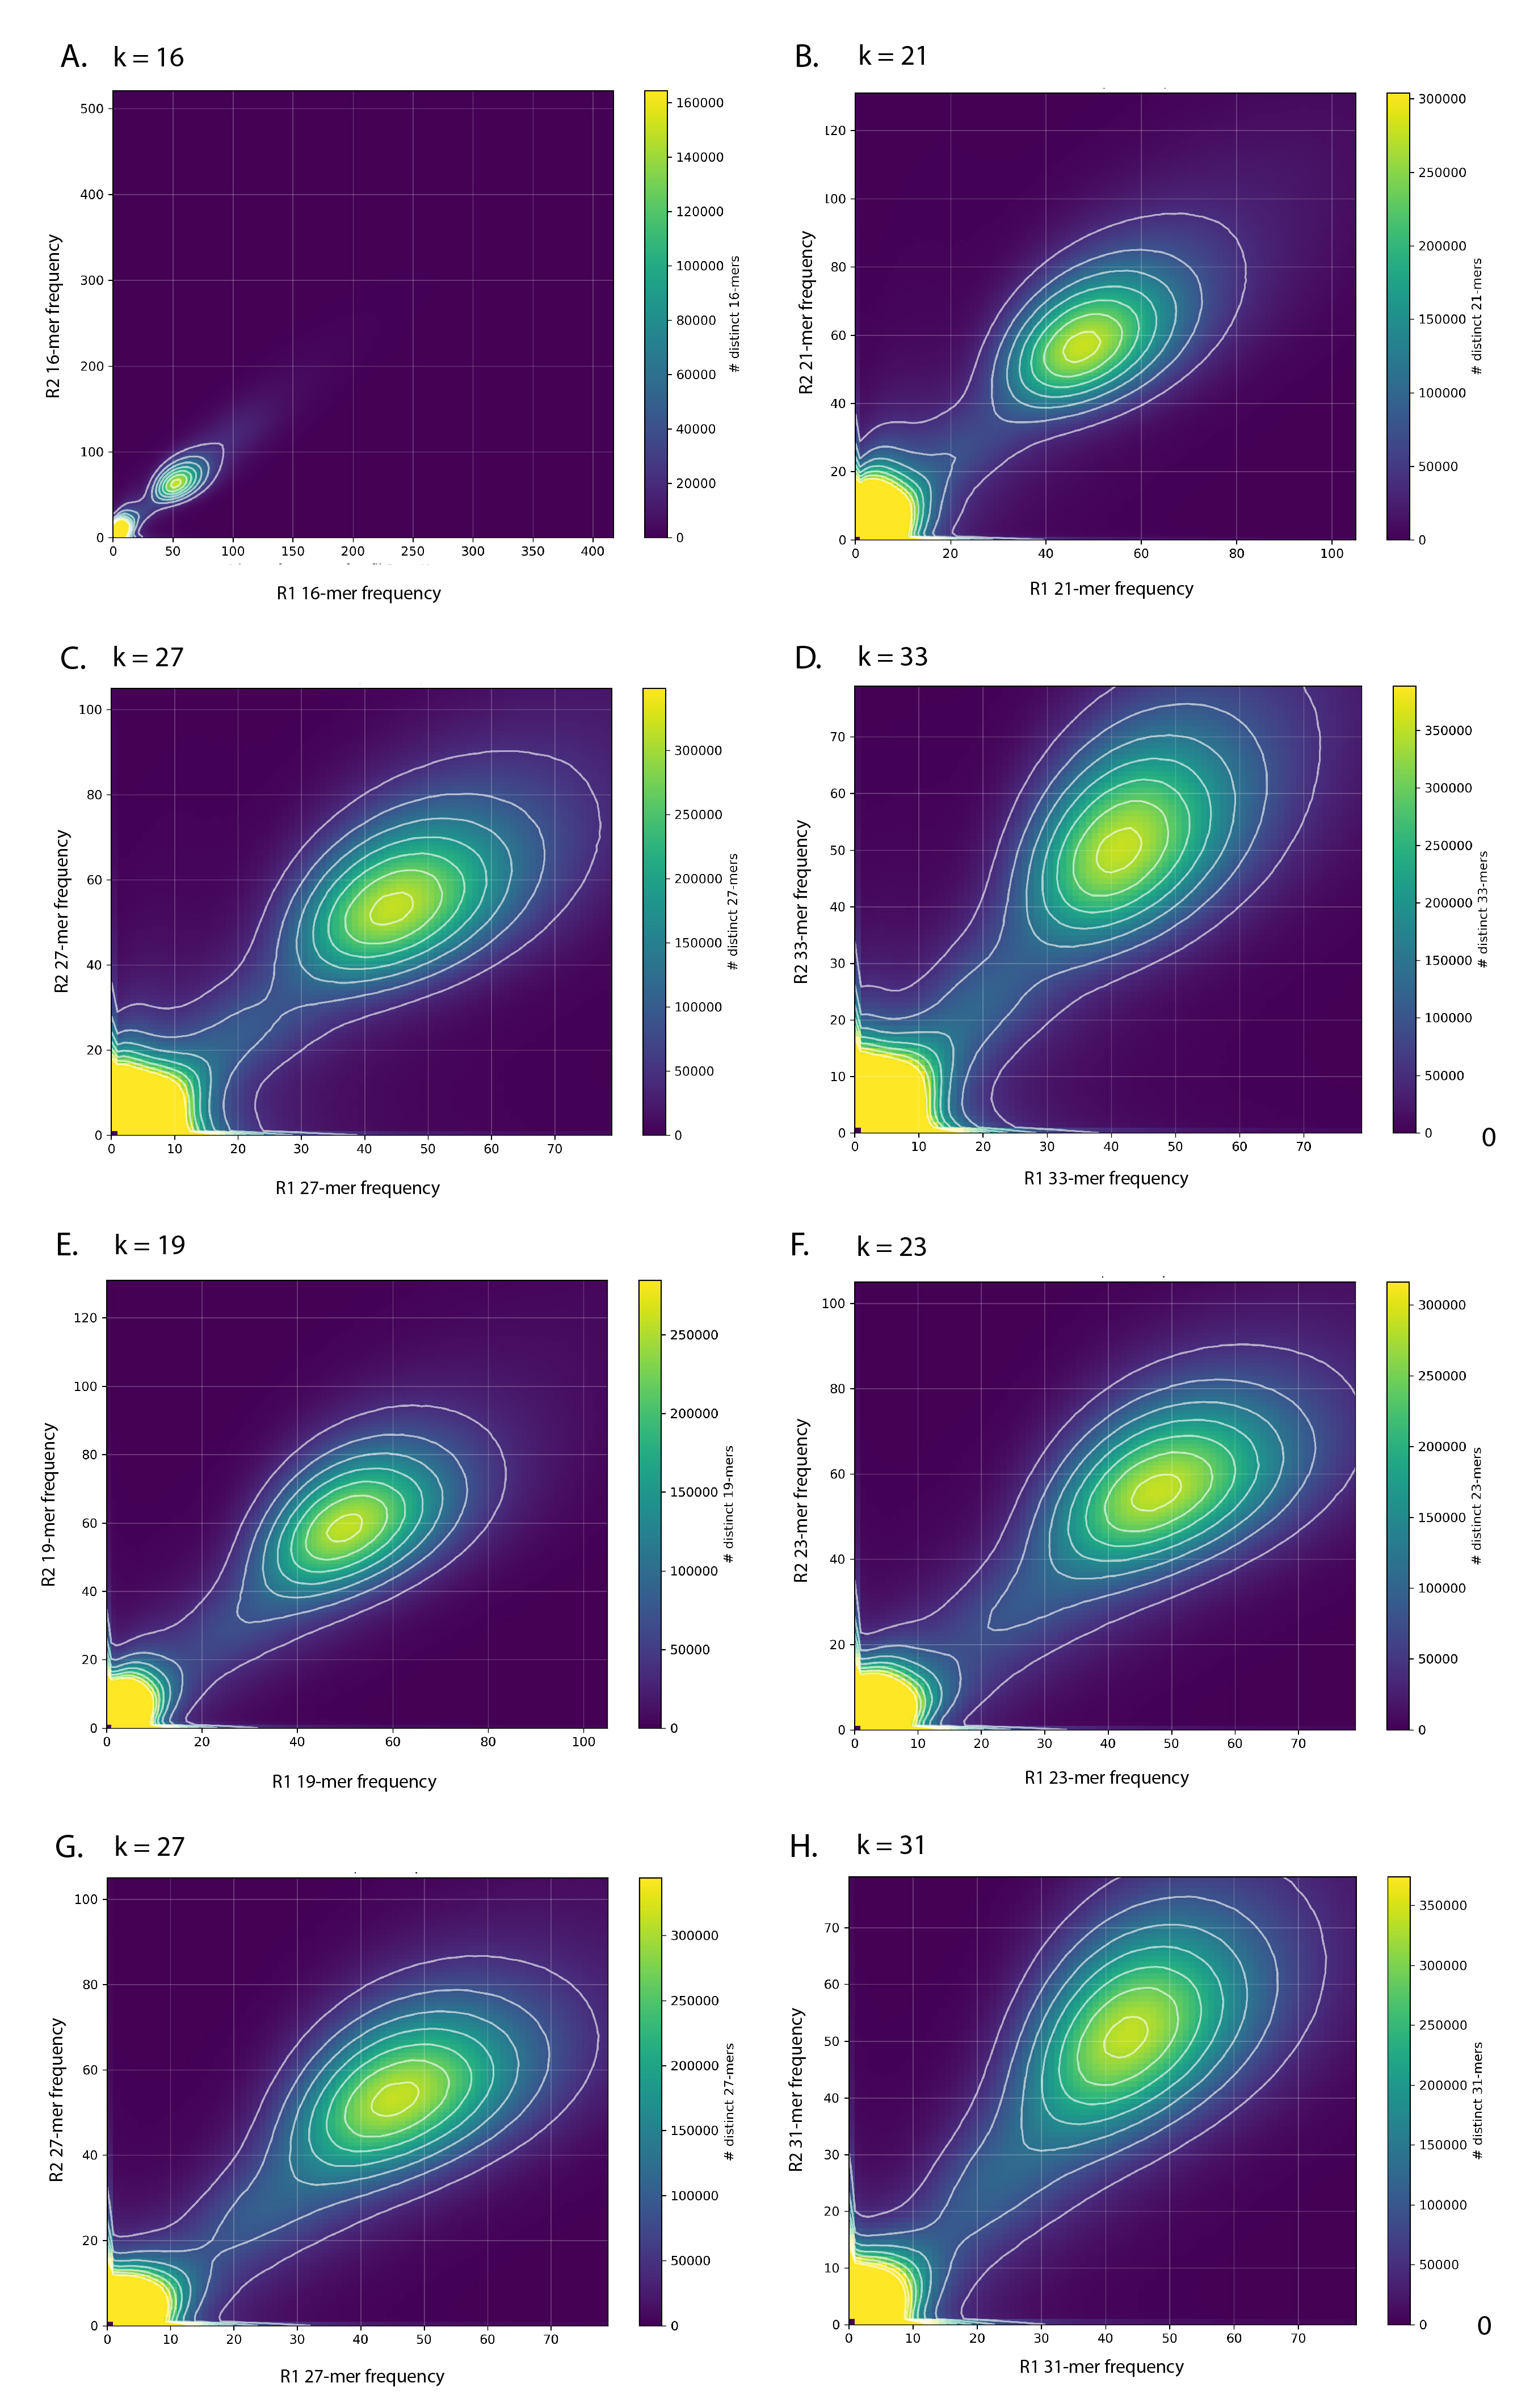 A. k = 16
B. k = 21
500
400
300
200
100
0
0 50 100 150 200 250 300 350 400
R2 16-mer frequency
R1 16-mer frequency
160000
140000
120000
100000
80000
60000
40000
20000
0
# distinct 16-mers
120
100
80
60
40
20
0
0 20 40 60 80 100
R2 21-mer frequency
R1 21-mer frequency
300000
250000
200000
150000
100000
50000
0
# distinct 21-mers
C. k = 27
D. k = 33
100
80
60
40
20
0
0 10 20 30 40 50 60 70
R2 27-mer frequency
R1 27-mer frequency
300000
250000
200000
150000
100000
50000
0
# distinct 27-mers
70
60
50
40
30
20
10
0
0 10 20 30 40 50 60 70
R2 33-mer frequency
R1 33-mer frequency
350000
300000
250000
200000
150000
100000
50000
0
# distinct 33-mers
0
E. k = 19
F. k = 23
120
100
80
60
40
20
0
0 20 40 60 80 100
R2 19-mer frequency
R1 19-mer frequency
250000
200000
150000
100000
50000
0
# distinct 19-mers
100
80
60
40
20
0
0 10 20 30 40 50 60 70
R2 23-mer frequency
R1 23-mer frequency
300000
250000
200000
150000
100000
50000
0
# distinct 23-mers
G. k = 27
H. k = 31
100
80
60
40
20
0
0 10 20 30 40 50 60 70
R2 27-mer frequency
R1 27-mer frequency
300000
250000
200000
150000
100000
50000
0
# distinct 27-mers
70
60
50
40
30
20
10
0
0 10 20 30 40 50 60 70
R2 31-mer frequency
R1 31-mer frequency
350000
300000
250000
200000
150000
100000
50000
0
# distinct 31-mers
0